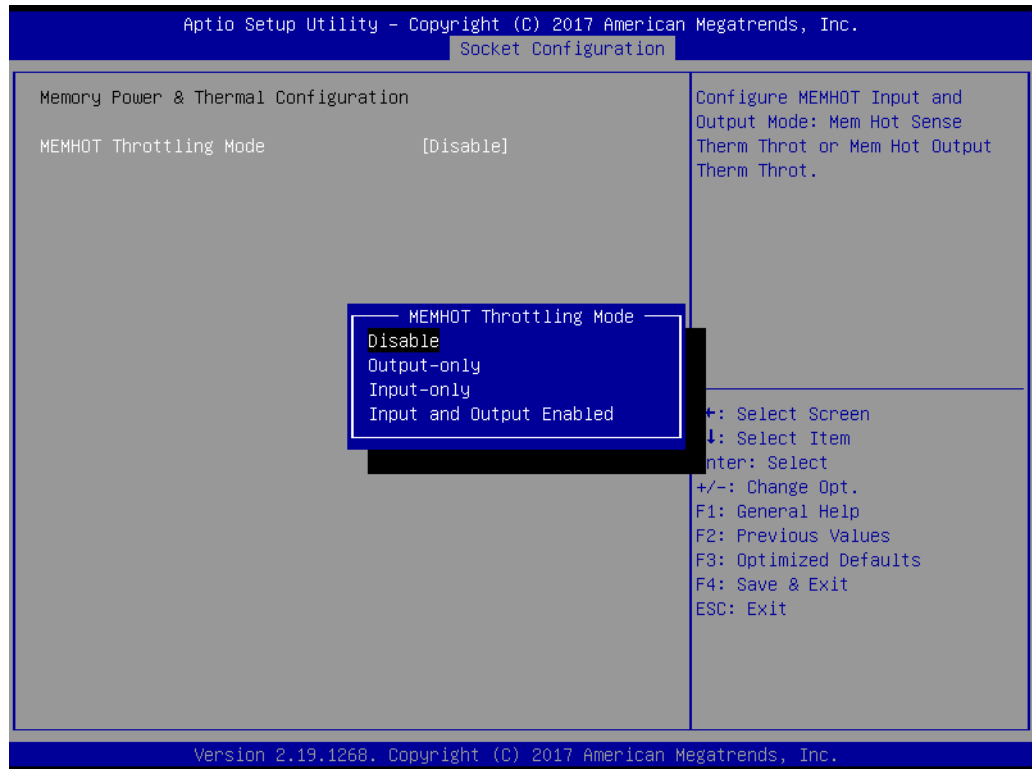 Aptio Setup Utility – Copyright (C) 2017 American Megatrends, Inc.
Socket Configuration
Memory Power & Thermal Configuration
MEMHOT Throttling Mode [Disable]
Configure MEMHOT Input and
Output Mode: Mem Hot Sense
Therm Throt or Mem Hot Output
Therm Throt.
MEMHOT Throttling Mode
Disable
Output-only
Input-only
Input and Output Enabled
: Select Screen
: Select Item
nter: Select
+/-: Change Opt.
F1: General Help
F2: Previous Values
F3: Optimized Defaults
F4: Save & Exit
ESC: Exit
Version 2.19.1268. Copyright (C) 2017 American Megatrends, Inc.